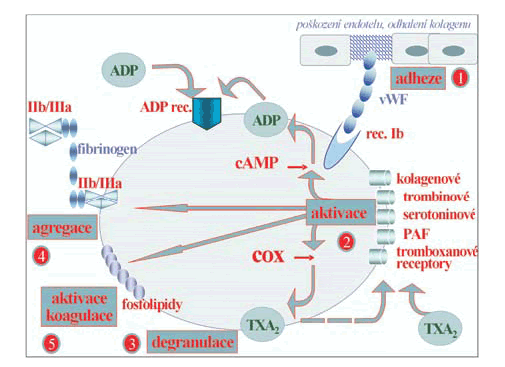 poškození endotelu, odhalení kolagenu
ADP
adheze
1
IIb/IIIa
ADP rec.
vWF
ADP
rec. Ib
fibrinogen
cAMP
kolagenové
IIb/IIIa
trombinové
aktivace
serotoninové
agregace
2
PAF
4
cox
tromboxanové
receptory
aktivace
koagulace
fosfolipidy
TXA₂
TXA₂
5
3
degranulace